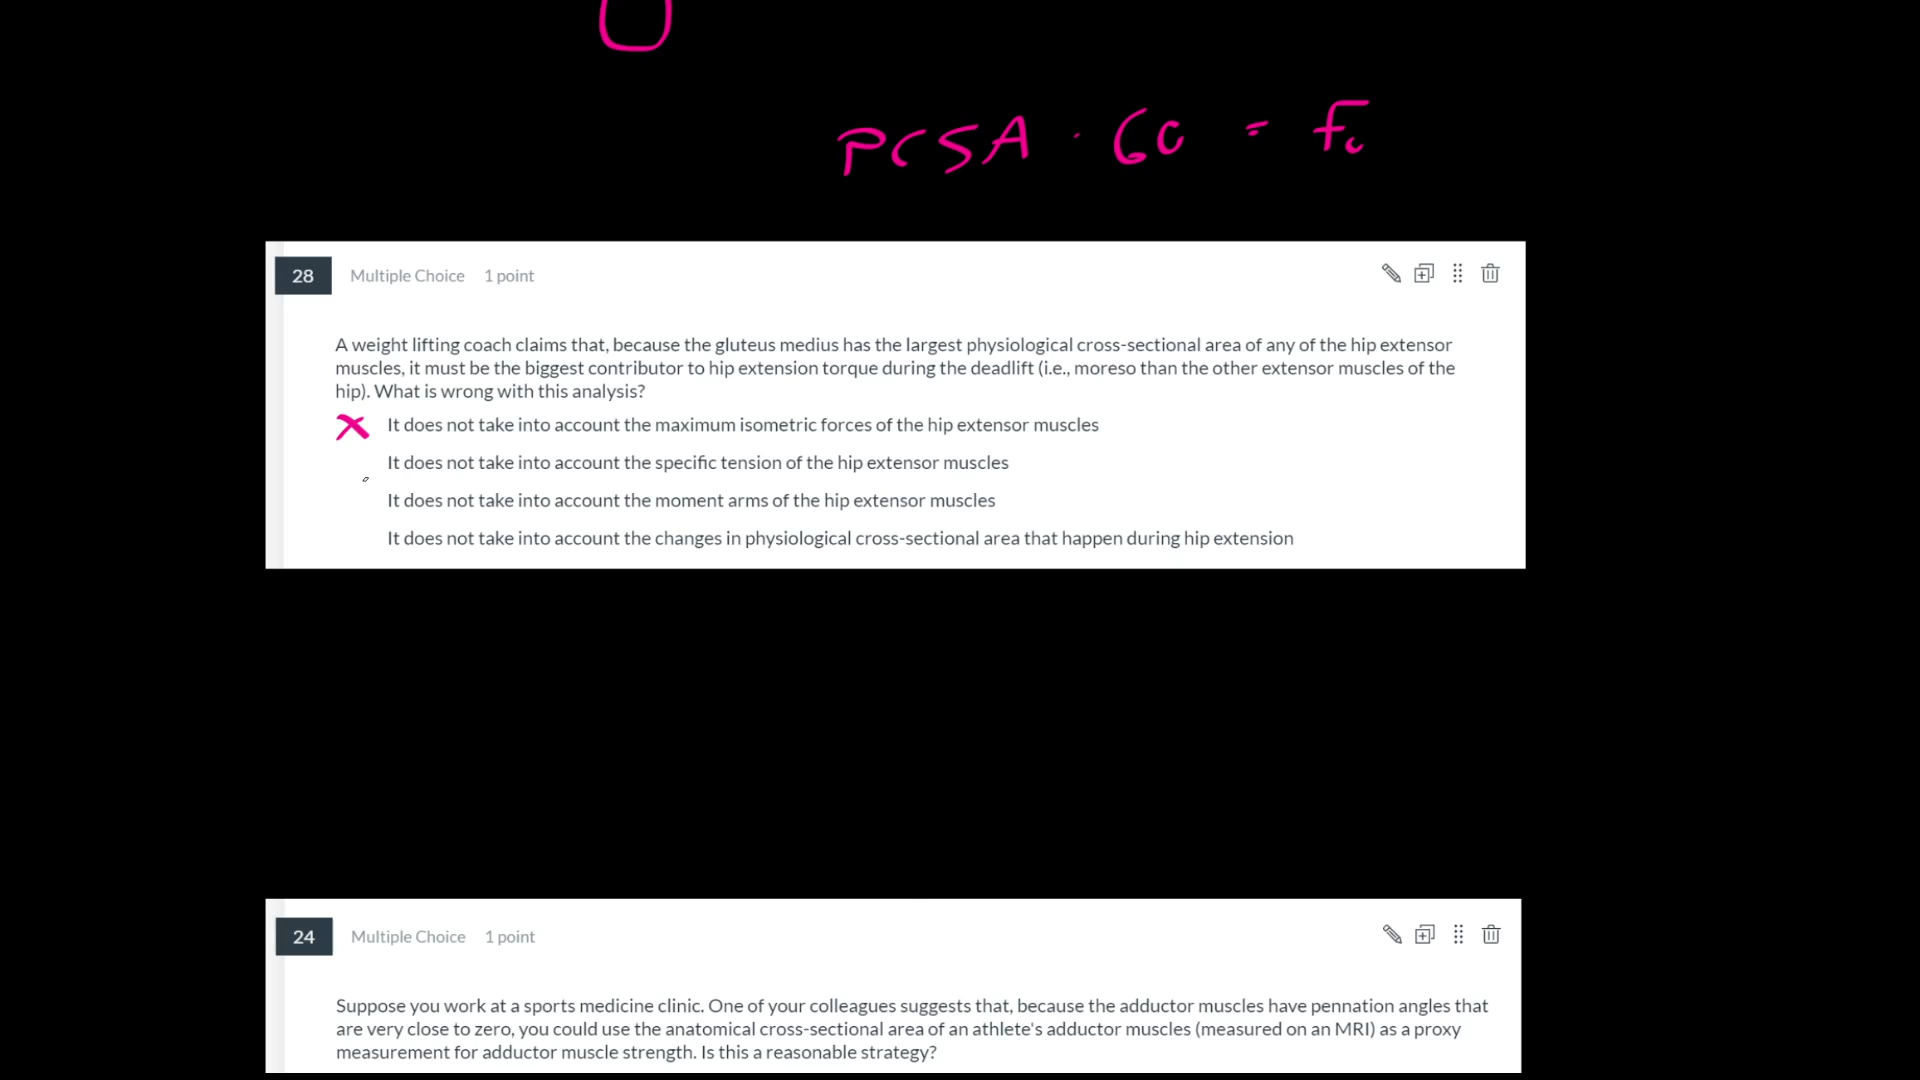 PCSA · 60 = Fo
28 Multiple Choice 1 point
A weight lifting coach claims that, because the gluteus medius has the largest physiological cross-sectional area of any of the hip extensor
muscles, it must be the biggest contributor to hip extension torque during the deadlift (i.e., moreso than the other extensor muscles of the
hip). What is wrong with this analysis?
It does not take into account the maximum isometric forces of the hip extensor muscles
It does not take into account the specific tension of the hip extensor muscles
It does not take into account the moment arms of the hip extensor muscles
It does not take into account the changes in physiological cross-sectional area that happen during hip extension
24 Multiple Choice 1 point
Suppose you work at a sports medicine clinic. One of your colleagues suggests that, because the adductor muscles have pennation angles that
are very close to zero, you could use the anatomical cross-sectional area of an athlete's adductor muscles (measured on an MRI) as a proxy
measurement for adductor muscle strength. Is this a reasonable strategy?